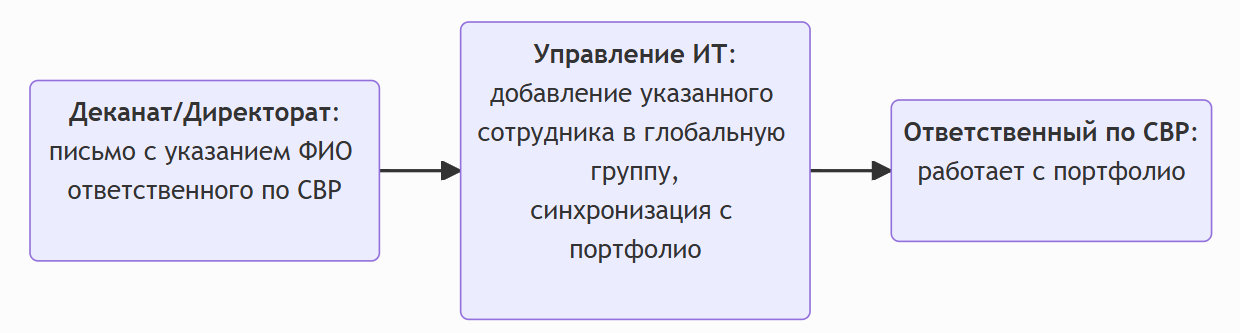 Деканат/Директорат:
письмо с указанием ФИО
ответственного по СВР
Управление ИТ:
добавление указанного
сотрудника в глобальную
группу,
синхронизация с
портфолио
Ответственный по СВР:
работает с портфолио